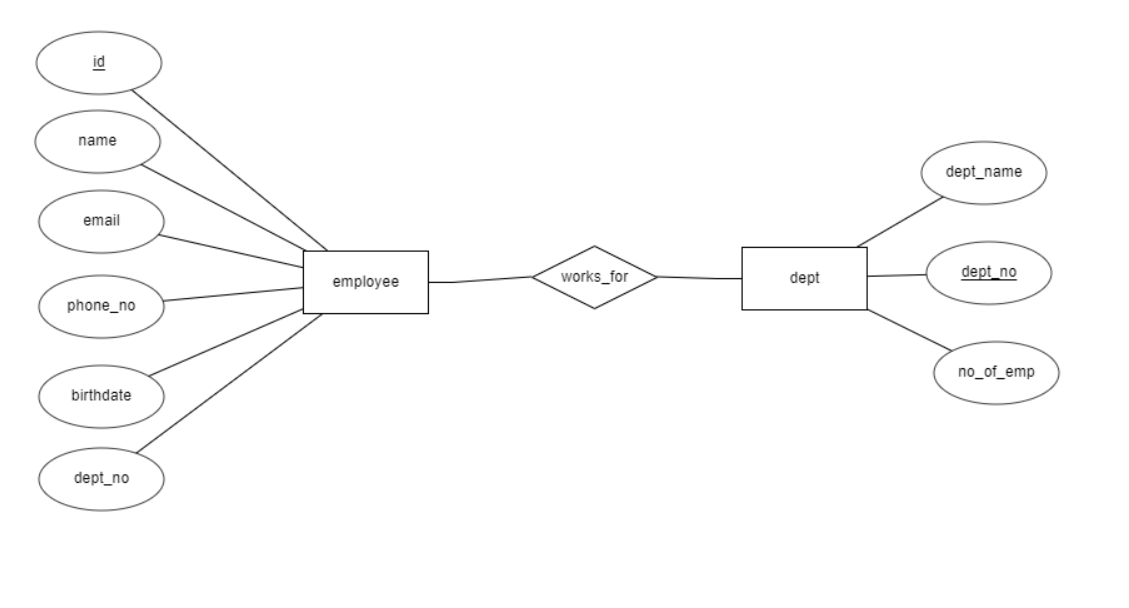 id
name
email
phone_no
birthdate
dept_no
employee
works_for
dept
dept_name
dept_no
no_of_emp